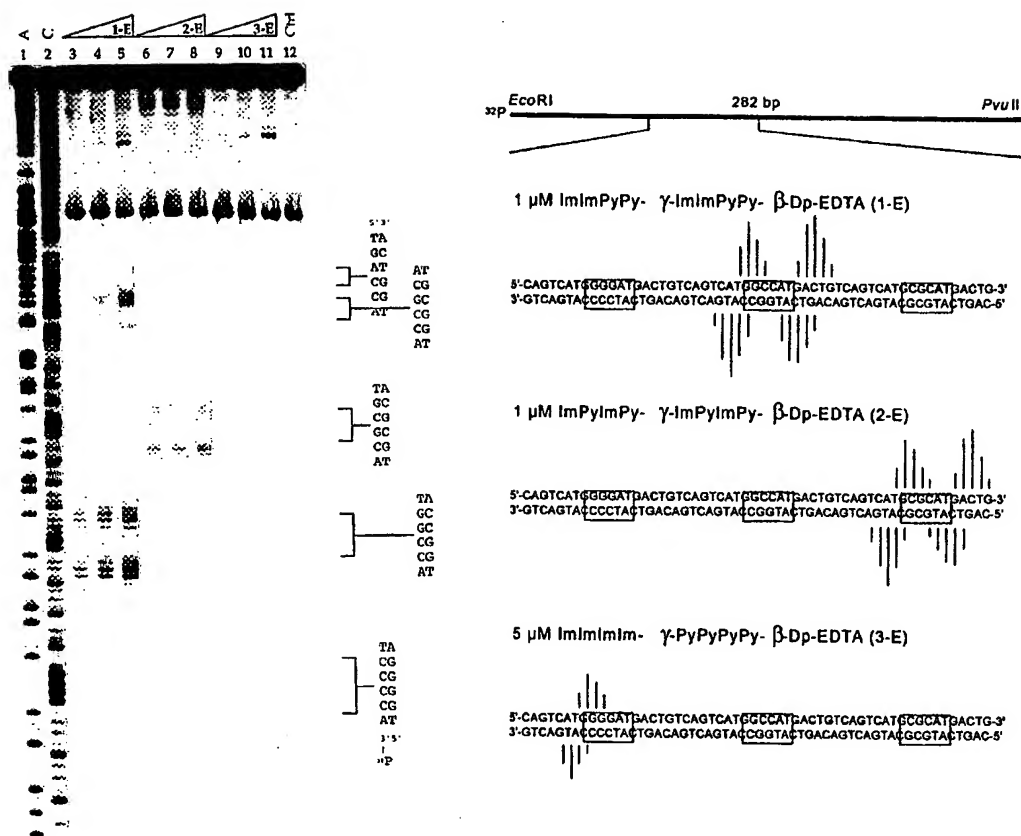 A C 1-E 2-E 3-E Ctl
1 2 3 4 5 6 7 8 9 10 11 12
5' 3'
TA
GC
AT AT
CG CG
CG GC
AT CG
CG
AT
TA
GC
CG
GC
CG
AT
TA
GC
GC
CG
CG
AT
TA
CG
CG
CG
CG
AT
3' 5'
32P
EcoRI 282 bp PvuII
32P
1 μM ImImPyPy- γ-ImImPyPy- β-Dp-EDTA (1-E)
5'-CAGTCATGGGGATGACTGTCAGTCATGGCCATGACTGTCAGTCATGCGCATGACTG-3'
3'-GTCAGTACCCCTACTGACAGTCAGTACCGGTACTGACAGTCAGTACGCGTACTGAC-5'
1 μM ImPyImPy- γ-ImPyImPy- β-Dp-EDTA (2-E)
5'-CAGTCATGGGGATGACTGTCAGTCATGGCCATGACTGTCAGTCATGCGCATGACTG-3'
3'-GTCAGTACCCCTACTGACAGTCAGTACCGGTACTGACAGTCAGTACGCGTACTGAC-5'
5 μM ImImImIm- γ-PyPyPyPy- β-Dp-EDTA (3-E)
5'-CAGTCATGGGGATGACTGTCAGTCATGGCCATGACTGTCAGTCATGCGCATGACTG-3'
3'-GTCAGTACCCCTACTGACAGTCAGTACCGGTACTGACAGTCAGTACGCGTACTGAC-5'